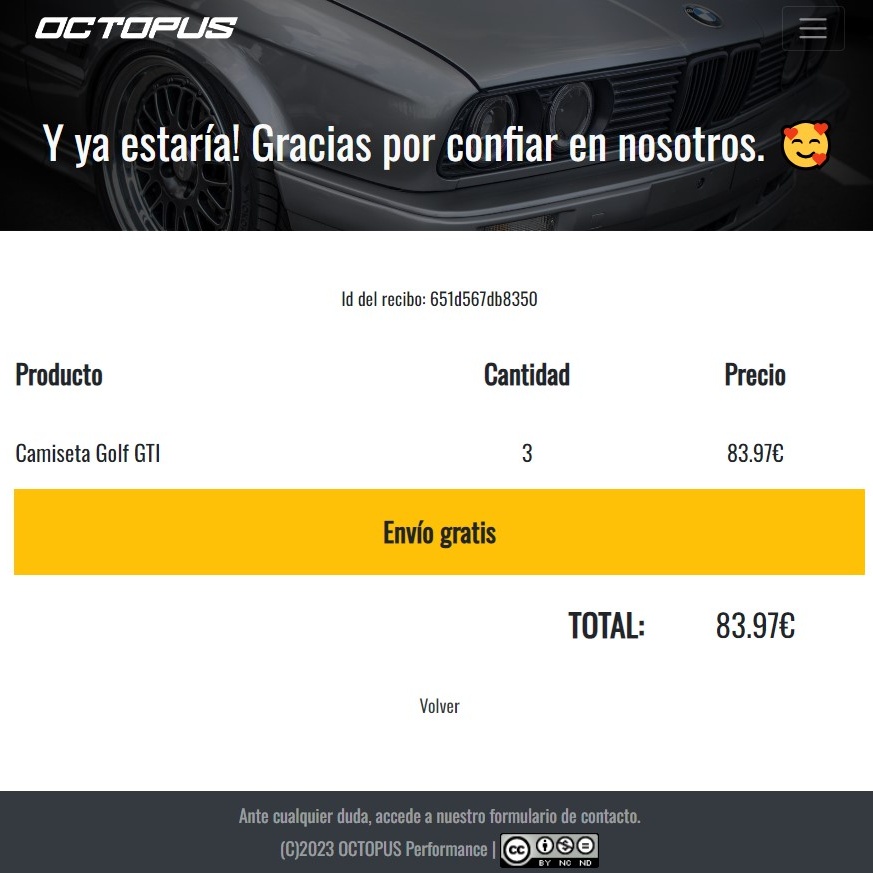 OCTOPUS
Y ya estaría! Gracias por confiar en nosotros. 🥰
Id del recibo: 651d567db8350
Producto Cantidad Precio
Camiseta Golf GTI 3 83.97€
Envío gratis
TOTAL: 83.97€
Volver
Ante cualquier duda, accede a nuestro formulario de contacto.
(C)2023 OCTOPUS Performance | cc BY NC ND